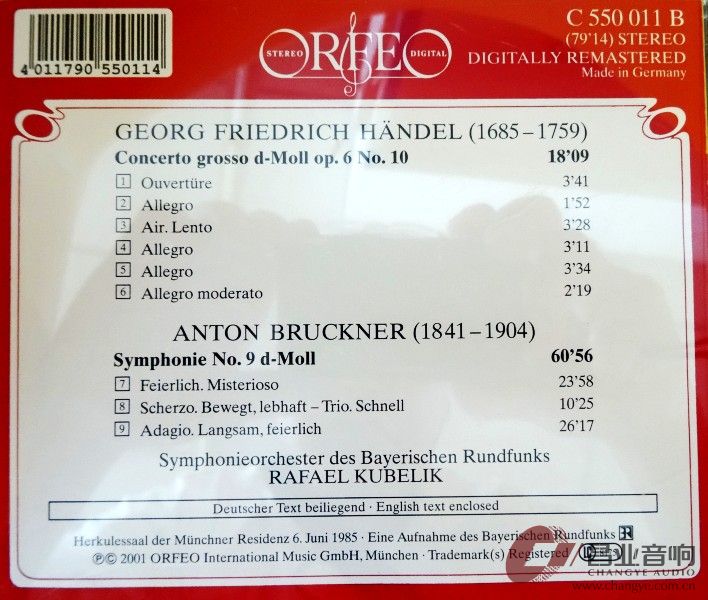 C 550 011 B
(79'14) STEREO
DIGITALLY REMASTERED
Made in Germany
4 011790 550114
STEREO ORFEO DIGITAL
GEORG FRIEDRICH HÄNDEL (1685–1759)
Concerto grosso d-Moll op. 6 No. 10 18'09
1 Ouvertüre 3'41
2 Allegro 1'52
3 Air. Lento 3'28
4 Allegro 3'11
5 Allegro 3'34
6 Allegro moderato 2'19
ANTON BRUCKNER (1841–1904)
Symphonie No. 9 d-Moll 60'56
7 Feierlich. Misterioso 23'58
8 Scherzo. Bewegt, lebhaft – Trio. Schnell 10'25
9 Adagio. Langsam, feierlich 26'17
Symphonieorchester des Bayerischen Rundfunks
RAFAEL KUBELIK
Deutscher Text beiliegend · English text enclosed
Herkulessaal der Münchner Residenz 6. Juni 1985 · Eine Aufnahme des Bayerischen Rundfunks
℗© 2001 ORFEO International Music GmbH, München · Trademark(s) Registered
音响
CHANGYE AUDIO
www.changye.com.cn